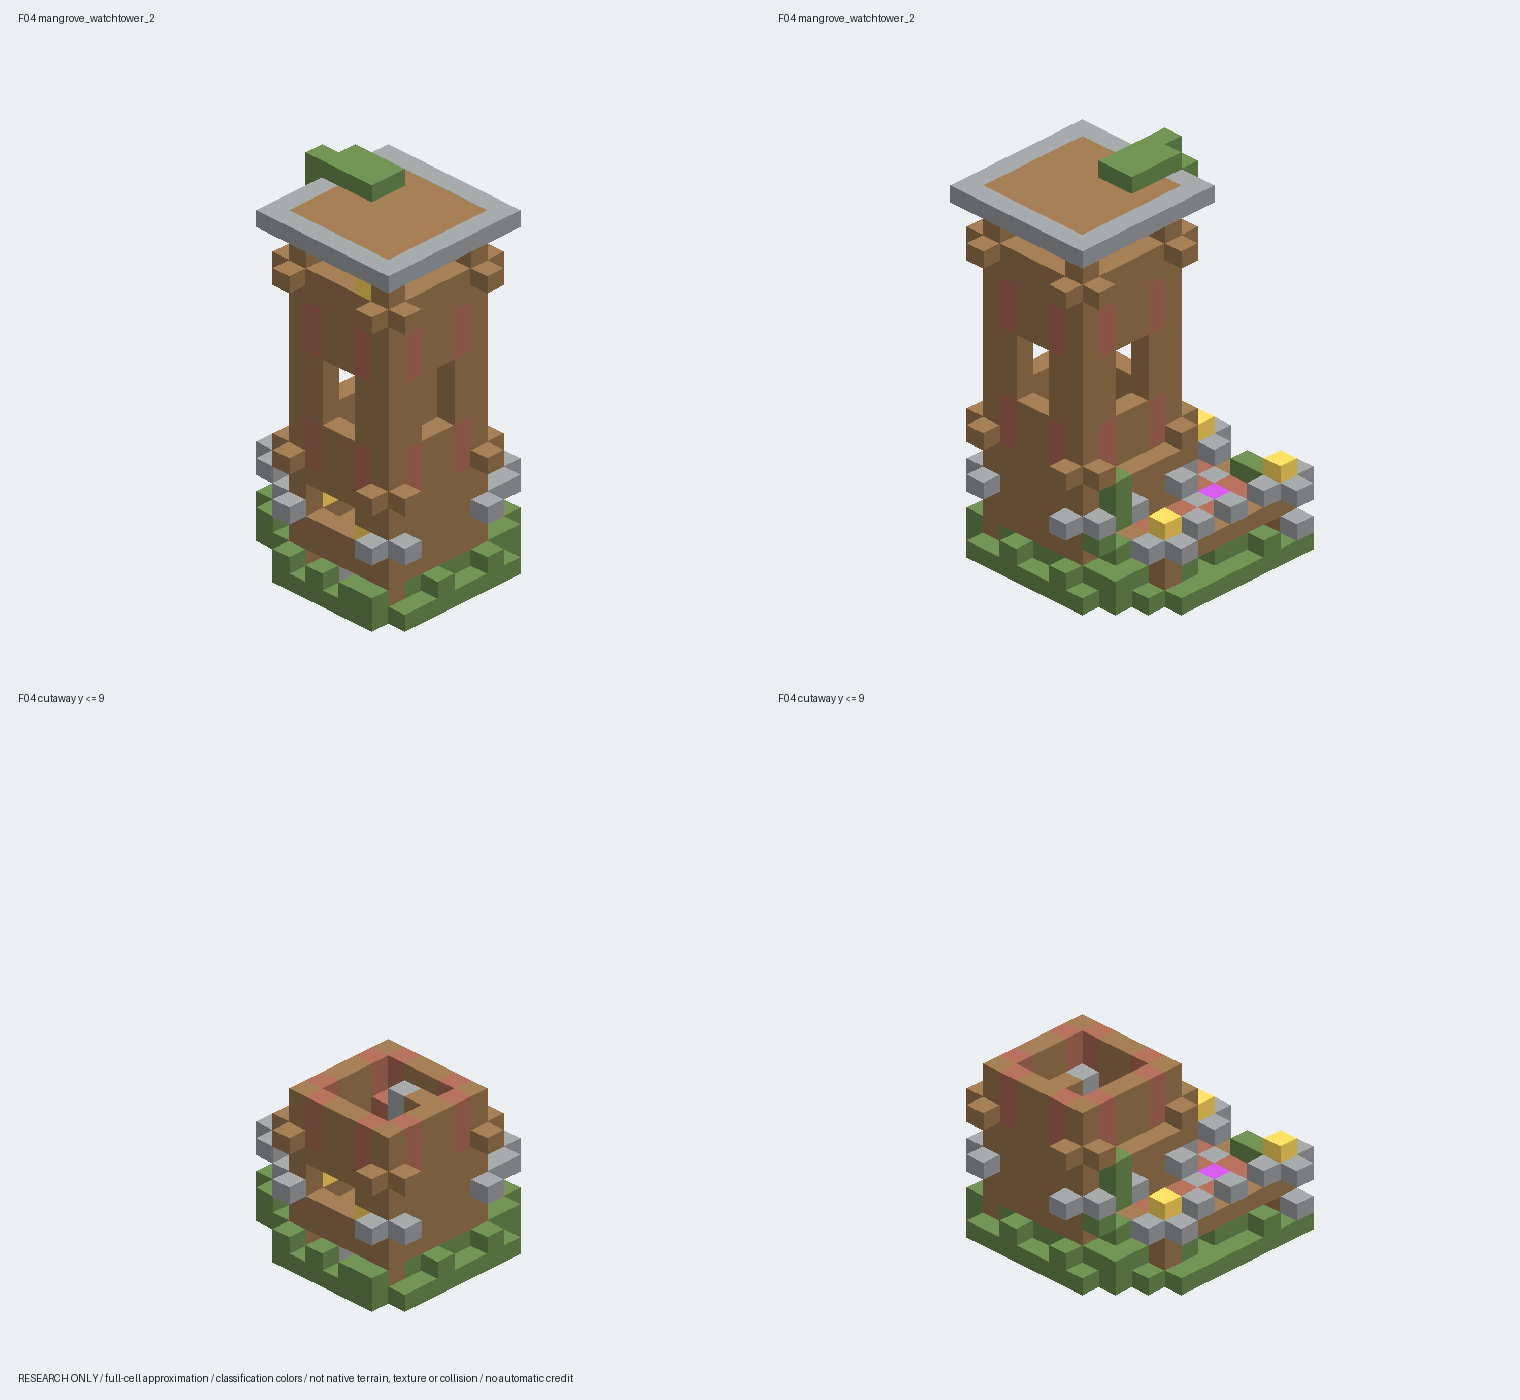 F04 mangrove_watchtower_2
F04 mangrove_watchtower_2
F04 cutaway y <= 9
F04 cutaway y <= 9
RESEARCH ONLY / full-cell approximation / classification colors / not native terrain, texture or collision / no automatic credit